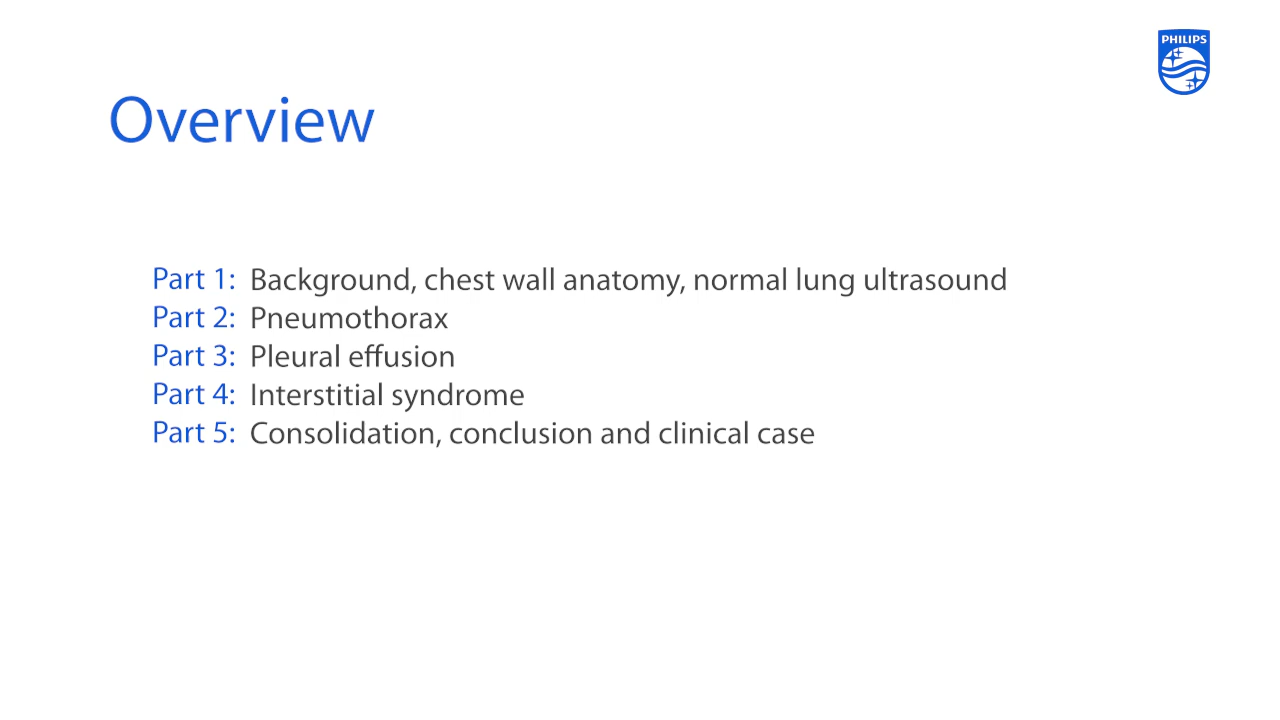 PHILIPS
Overview
Part 1: Background, chest wall anatomy, normal lung ultrasound
Part 2: Pneumothorax
Part 3: Pleural effusion
Part 4: Interstitial syndrome
Part 5: Consolidation, conclusion and clinical case